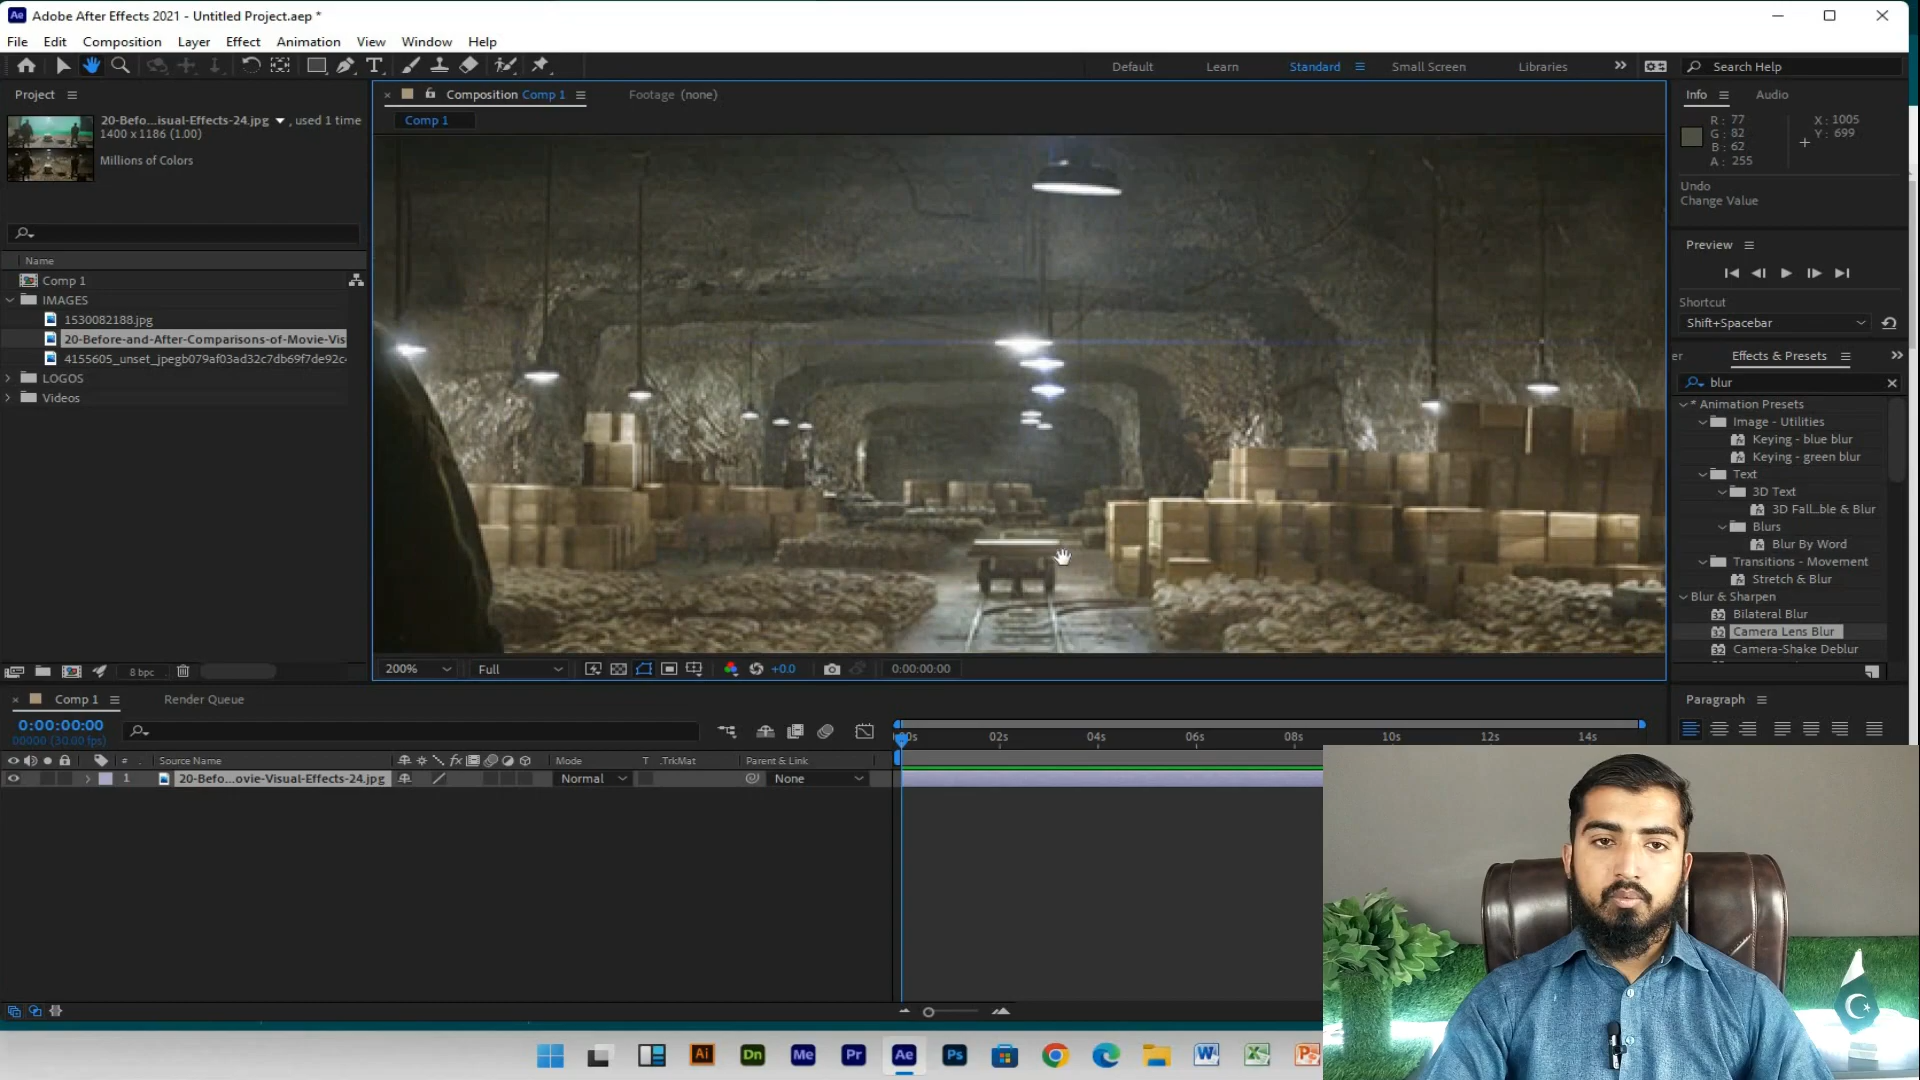 Adobe After Effects 2021 - Untitled Project.aep *
File Edit Composition Layer Effect Animation View Window Help
Default Learn Standard Small Screen Libraries Search Help
Project
20-Befo...isual-Effects-24.jpg , used 1 time
1400 x 1186 (1.00)
Millions of Colors
Name
Comp 1
IMAGES
1530082188.jpg
20-Before-and-After-Comparisons-of-Movie-Vis
4155605_unset_jpegb079af03ad32c7db69f7de92c4
LOGOS
Videos
8 bpc
Composition Comp 1
Footage (none)
Comp 1
200% Full +0.0 0:00:00:00
Info Audio
R: 77
G: 82
B: 62
A: 255
X: 1005
Y: 699
Undo
Change Value
Preview
Shortcut
Shift+Spacebar
er Effects & Presets
blur
* Animation Presets
Image - Utilities
Keying - blue blur
Keying - green blur
Text
3D Text
3D Fall...ble & Blur
Blurs
Blur By Word
Transitions - Movement
Stretch & Blur
Blur & Sharpen
Bilateral Blur
Camera Lens Blur
Camera-Shake Deblur
Paragraph
Comp 1 Render Queue
0:00:00:00
00000 (30.00 fps)
# Source Name fx Mode T .TrkMat Parent & Link
1 20-Befo...ovie-Visual-Effects-24.jpg Normal None
00s 02s 04s 06s 08s 10s 12s 14s
Ai Dn Me Pr Ae Ps